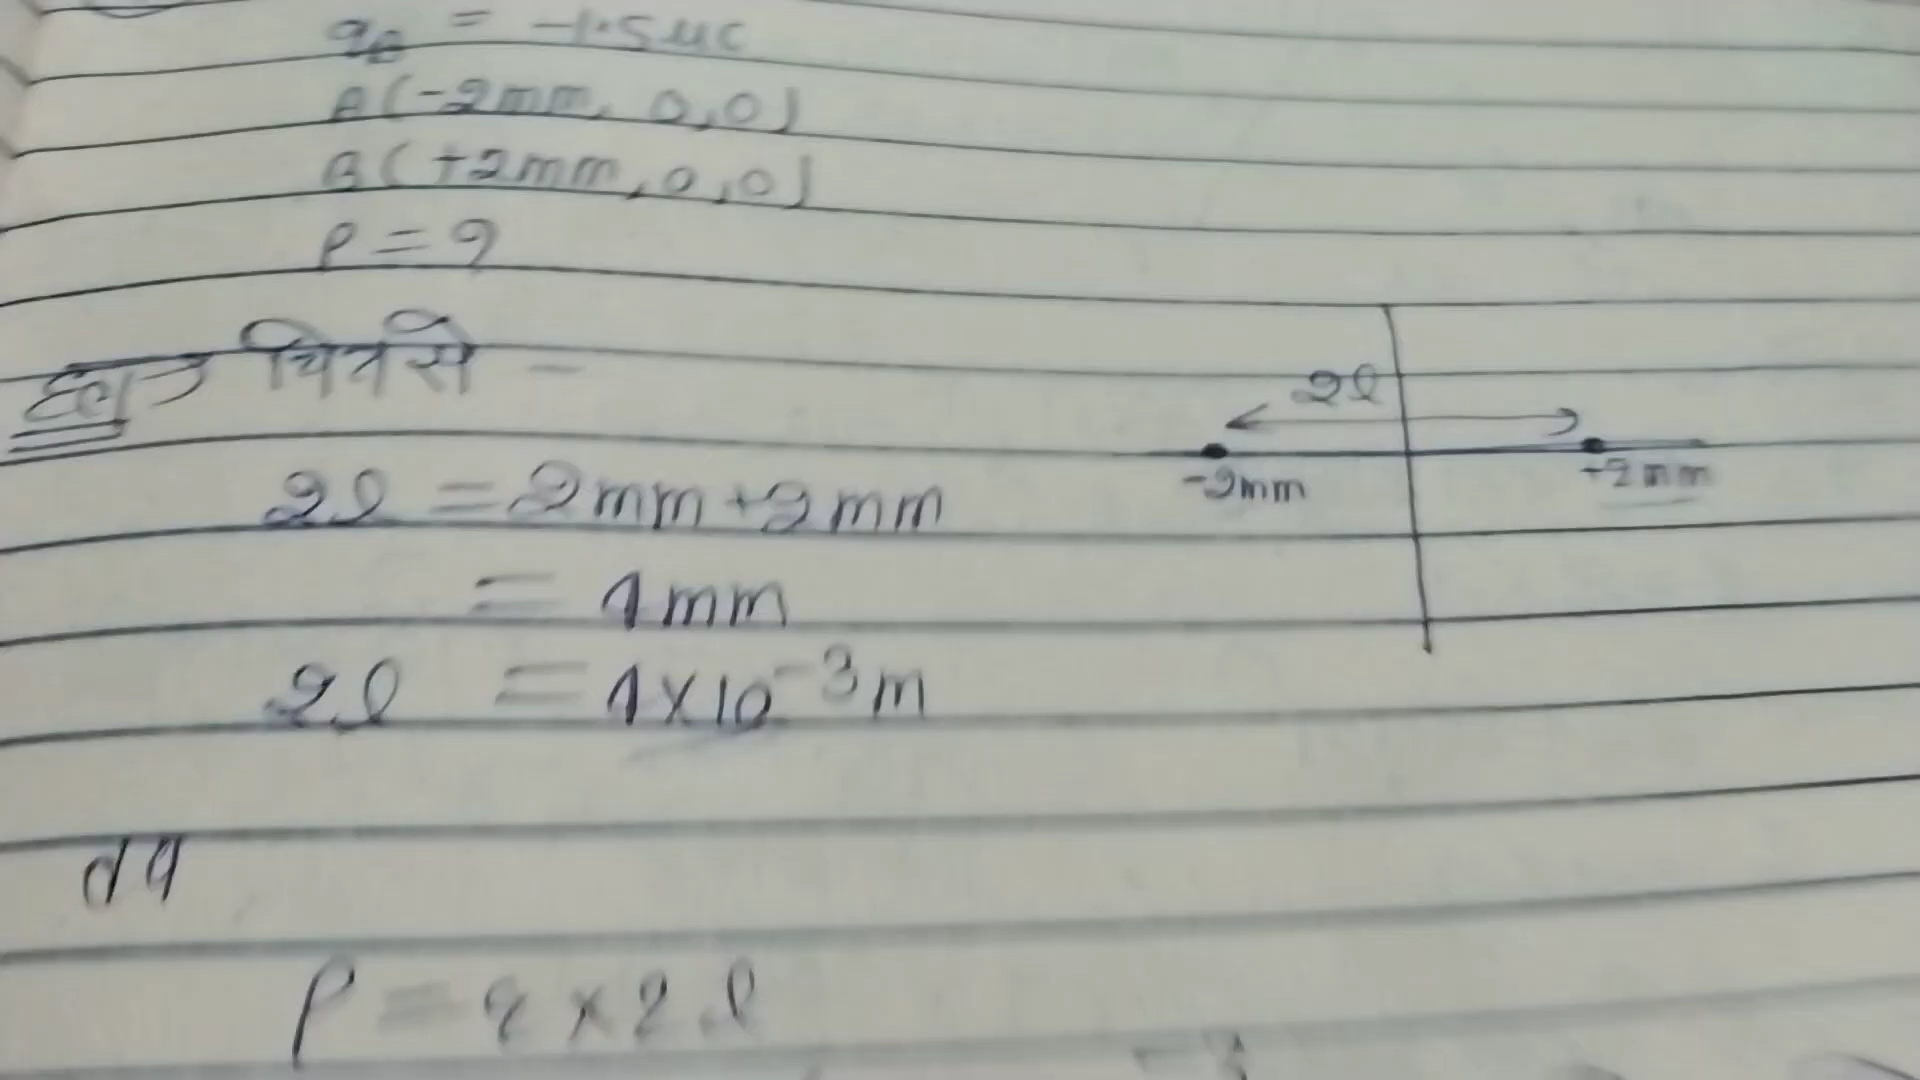 qB = -1.5μc
A(-2mm, 0,0)
B(+2mm,0,0)
P = ?
हल→ चित्र से -
2l
-2mm
+2mm
2l = 2mm+2mm
= 4mm
2l = 4×10⁻³m
तब
P = q×2l